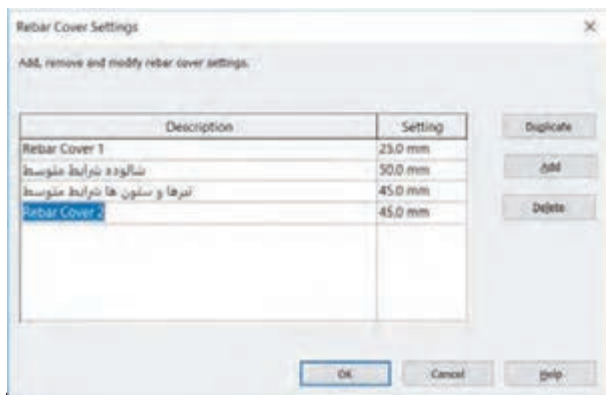 Rebar Cover Settings
Add, remove and modify rebar cover settings.
Description Setting
Rebar Cover 1 25.0 mm
شالوده شرایط متوسط 50.0 mm
تیرها و ستون ها شرایط متوسط 45.0 mm
Rebar Cover 2 45.0 mm
Duplicate
Add
Delete
OK Cancel Help